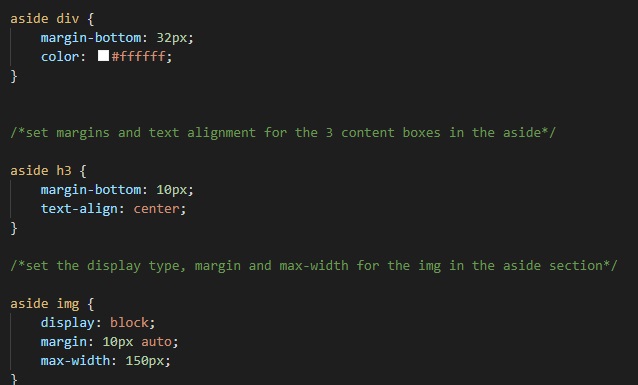 aside div {
    margin-bottom: 32px;
    color: #ffffff;
}
/*set margins and text alignment for the 3 content boxes in the aside*/
aside h3 {
    margin-bottom: 10px;
    text-align: center;
}
/*set the display type, margin and max-width for the img in the aside section*/
aside img {
    display: block;
    margin: 10px auto;
    max-width: 150px;
}